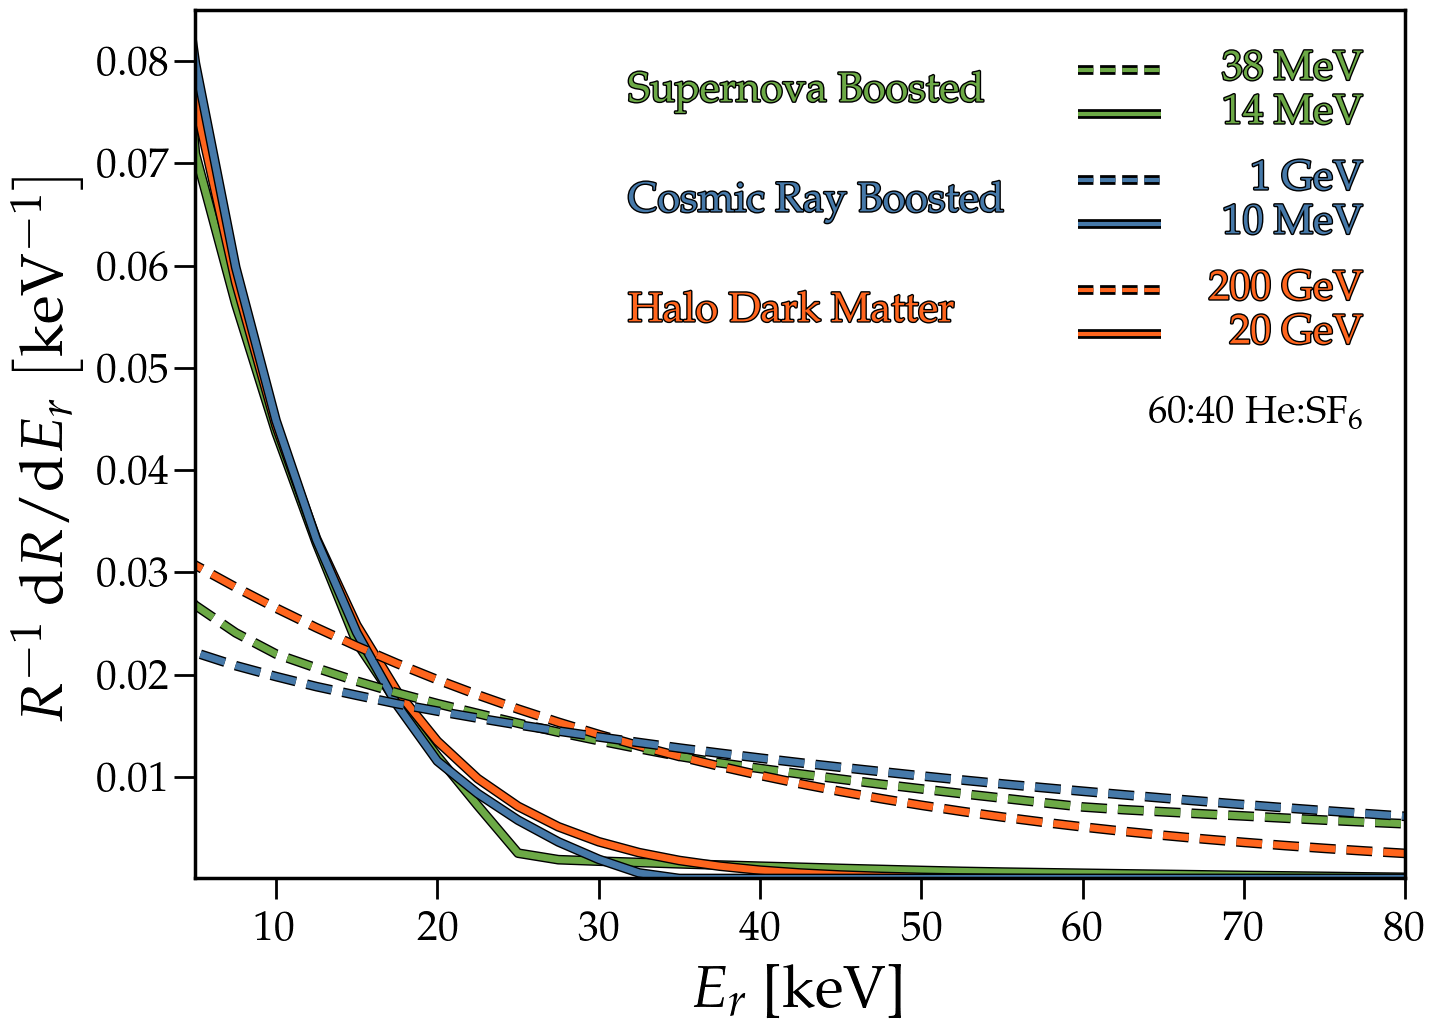 0.08
0.07
0.06
0.05
0.04
0.03
0.02
0.01
R⁻¹ dR/dEᵣ [keV⁻¹]
Supernova Boosted
38 MeV
14 MeV
Cosmic Ray Boosted
1 GeV
10 MeV
Halo Dark Matter
200 GeV
20 GeV
60:40 He:SF₆
10 20 30 40 50 60 70 80
Eᵣ [keV]